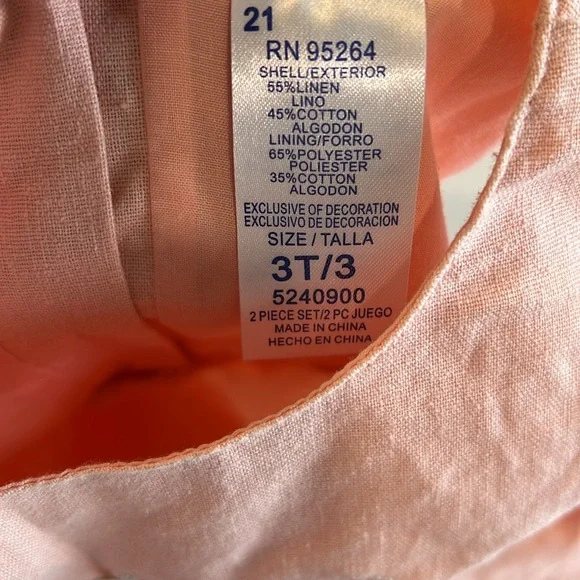 21
RN 95264
SHELL/EXTERIOR
55%LINEN
LINO
45%COTTON
ALGODON
LINING/FORRO
65%POLYESTER
POLIESTER
35%COTTON
ALGODON
EXCLUSIVE OF DECORATION
EXCLUSIVO DE DECORACION
SIZE / TALLA
3T/3
5240900
2 PIECE SET/2 PC JUEGO
MADE IN CHINA
HECHO EN CHINA